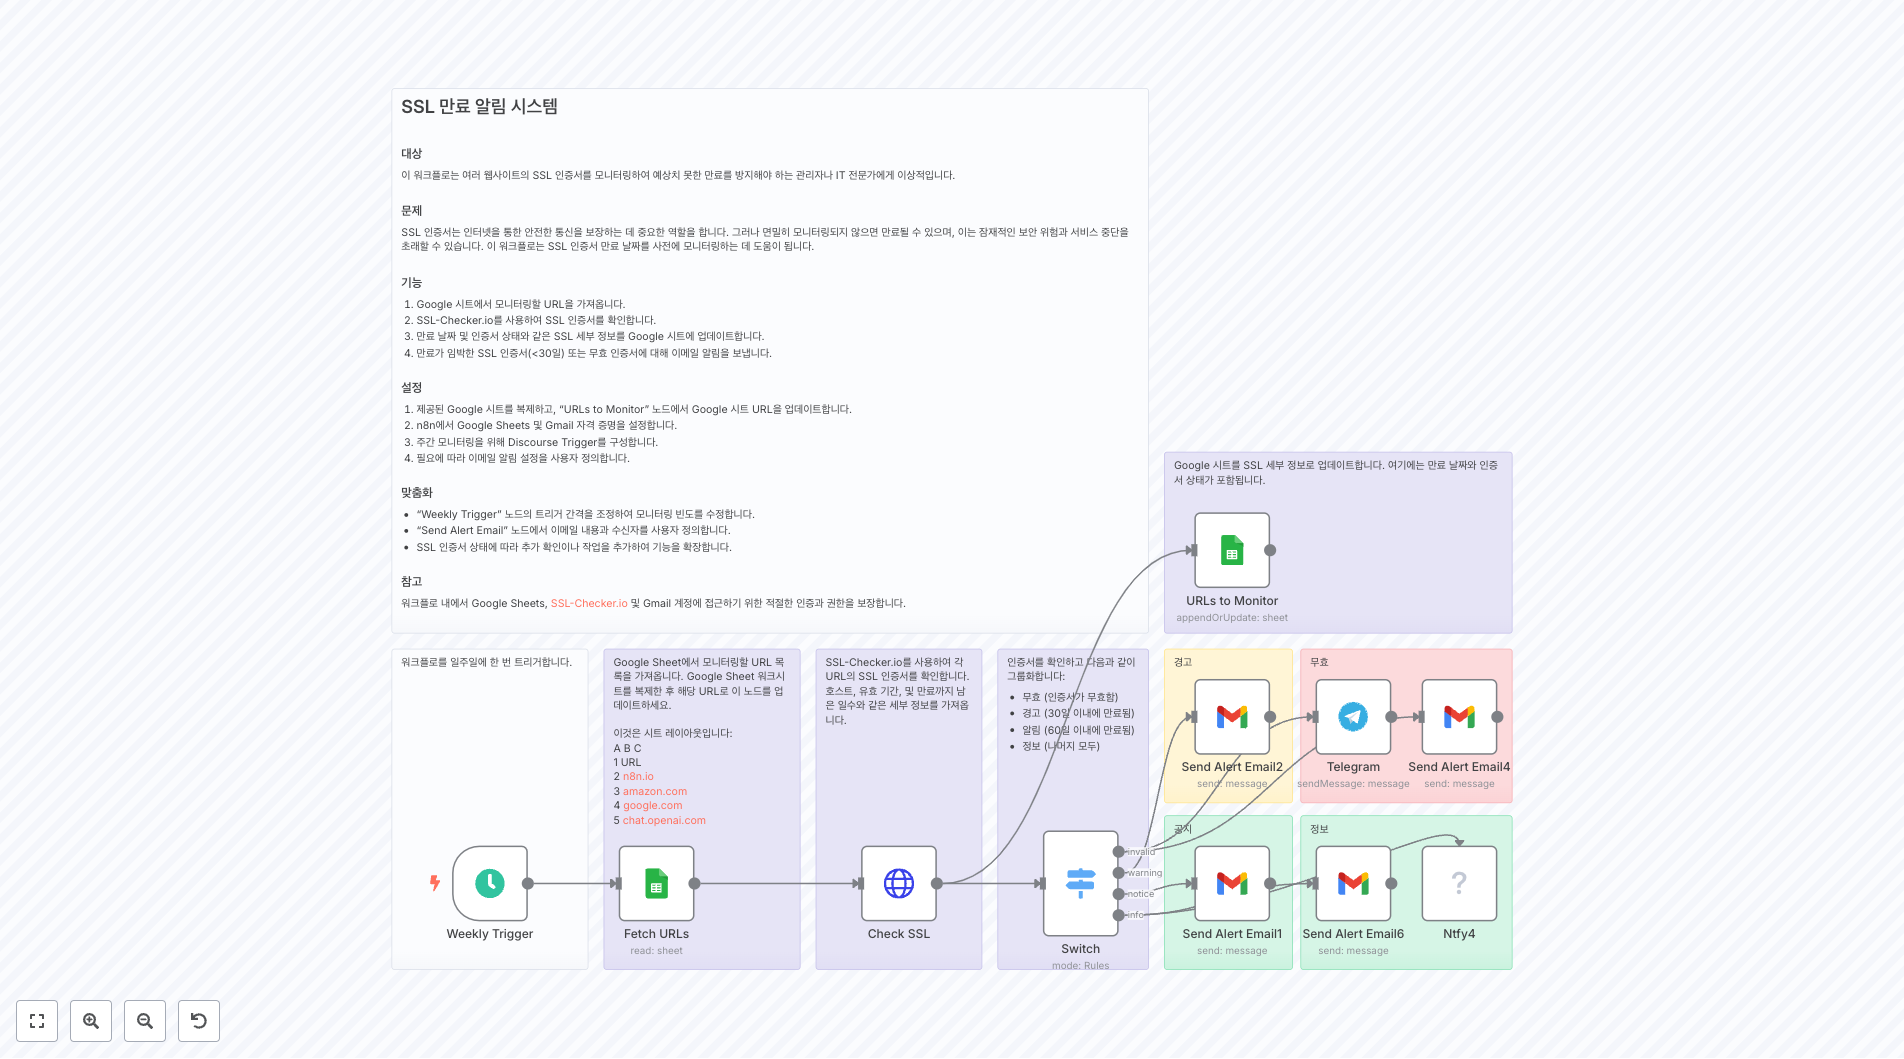 SSL 만료 알림 시스템
대상
이 워크플로는 여러 웹사이트의 SSL 인증서를 모니터링하여 예상치 못한 만료를 방지해야 하는 관리자나 IT 전문가에게 이상적입니다.
문제
SSL 인증서는 인터넷을 통한 안전한 통신을 보장하는 데 중요한 역할을 합니다. 그러나 면밀히 모니터링되지 않으면 만료될 수 있으며, 이는 잠재적인 보안 위험과 서비스 중단을
초래할 수 있습니다. 이 워크플로는 SSL 인증서 만료 날짜를 사전에 모니터링하는 데 도움이 됩니다.
기능
1. Google 시트에서 모니터링할 URL을 가져옵니다.
2. SSL-Checker.io를 사용하여 SSL 인증서를 확인합니다.
3. 만료 날짜 및 인증서 상태와 같은 SSL 세부 정보를 Google 시트에 업데이트합니다.
4. 만료가 임박한 SSL 인증서(<30일) 또는 무효 인증서에 대해 이메일 알림을 보냅니다.
설정
1. 제공된 Google 시트를 복제하고, “URLs to Monitor” 노드에서 Google 시트 URL을 업데이트합니다.
2. n8n에서 Google Sheets 및 Gmail 자격 증명을 설정합니다.
3. 주간 모니터링을 위해 Discourse Trigger를 구성합니다.
4. 필요에 따라 이메일 알림 설정을 사용자 정의합니다.
맞춤화
• “Weekly Trigger” 노드의 트리거 간격을 조정하여 모니터링 빈도를 수정합니다.
• “Send Alert Email” 노드에서 이메일 내용과 수신자를 사용자 정의합니다.
• SSL 인증서 상태에 따라 추가 확인이나 작업을 추가하여 기능을 확장합니다.
참고
워크플로 내에서 Google Sheets, SSL-Checker.io 및 Gmail 계정에 접근하기 위한 적절한 인증과 권한을 보장합니다.
Google 시트를 SSL 세부 정보로 업데이트합니다. 여기에는 만료 날짜와 인증
서 상태가 포함됩니다.
URLs to Monitor
appendOrUpdate: sheet
워크플로를 일주일에 한 번 트리거합니다.
Weekly Trigger
Google Sheet에서 모니터링할 URL 목
록을 가져옵니다. Google Sheet 워크시
트를 복제한 후 해당 URL로 이 노드를 업
데이트하세요.
이것은 시트 레이아웃입니다:
A B C
1 URL
2 n8n.io
3 amazon.com
4 google.com
5 chat.openai.com
Fetch URLs
read: sheet
SSL-Checker.io를 사용하여 각
URL의 SSL 인증서를 확인합니다.
호스트, 유효 기간, 및 만료까지 남
은 일수와 같은 세부 정보를 가져옵
니다.
Check SSL
인증서를 확인하고 다음과 같이
그룹화합니다:
• 무효 (인증서가 무효함)
• 경고 (30일 이내에 만료됨)
• 알림 (60일 이내에 만료됨)
• 정보 (나머지 모두)
invalid
warning
notice
info
Switch
mode: Rules
경고
Send Alert Email2
send: message
무효
Telegram
sendMessage: message
Send Alert Email4
send: message
공지
Send Alert Email1
send: message
정보
Send Alert Email6
send: message
?
Ntfy4